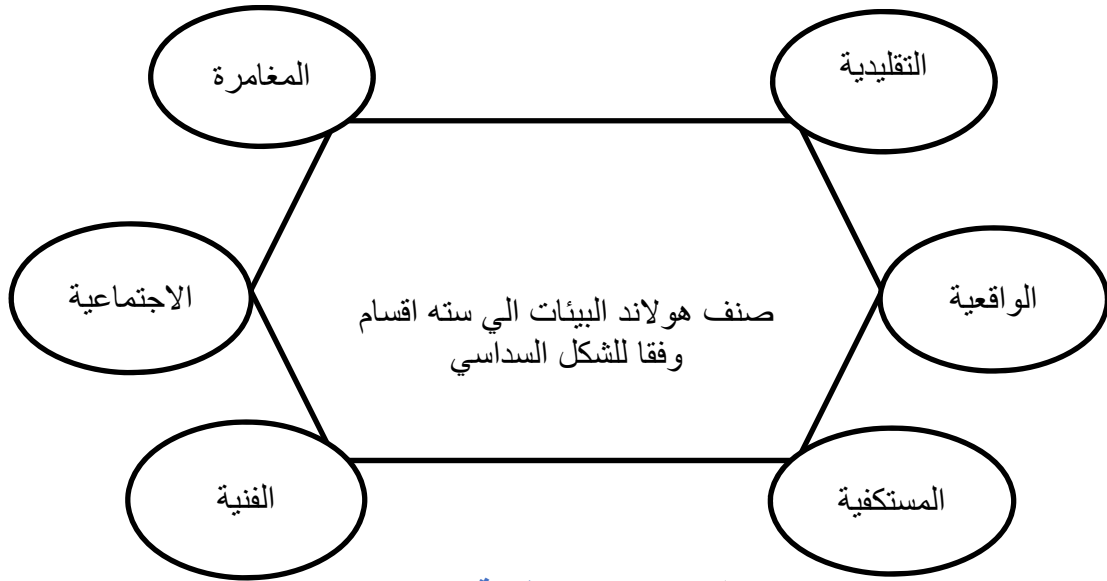 التقليدية
المغامرة
الواقعية
الاجتماعية
صنف هولاند البيئات الي سته اقسام
وفقا للشكل السداسي
المستكفية
الفنية